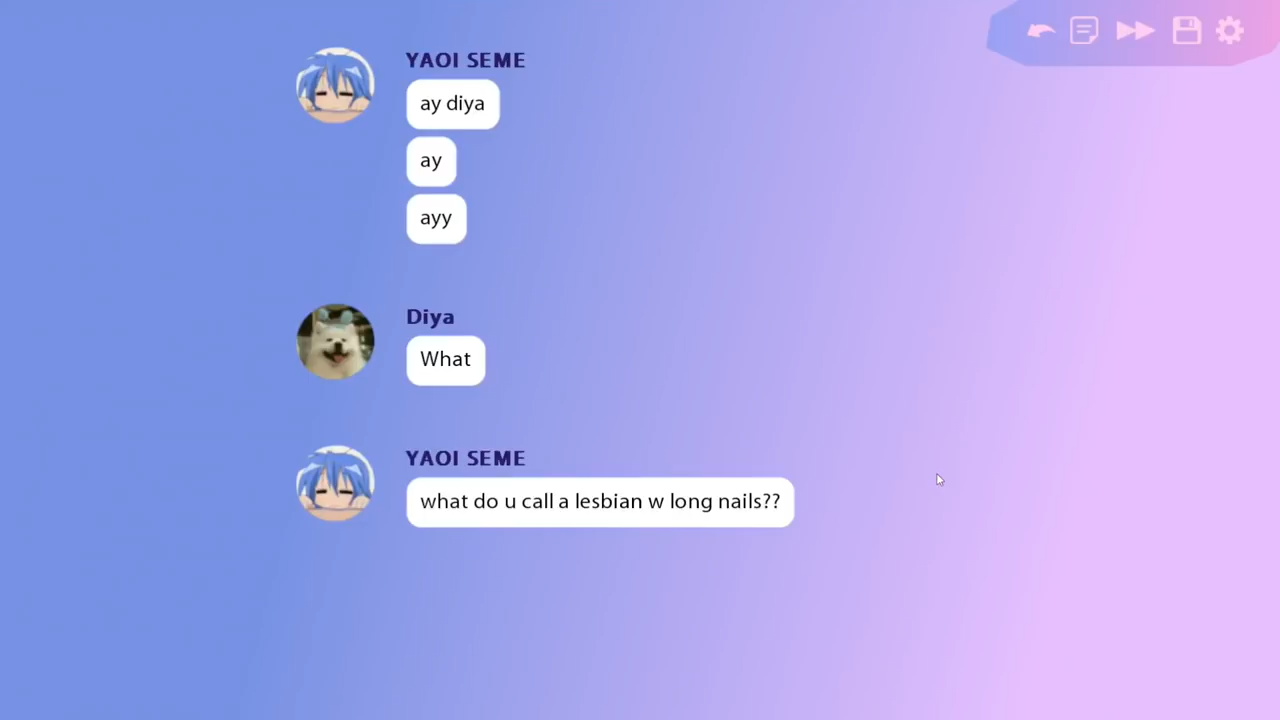 YAOI SEME
ay diya
ay
ayy
Diya
What
YAOI SEME
what do u call a lesbian w long nails??